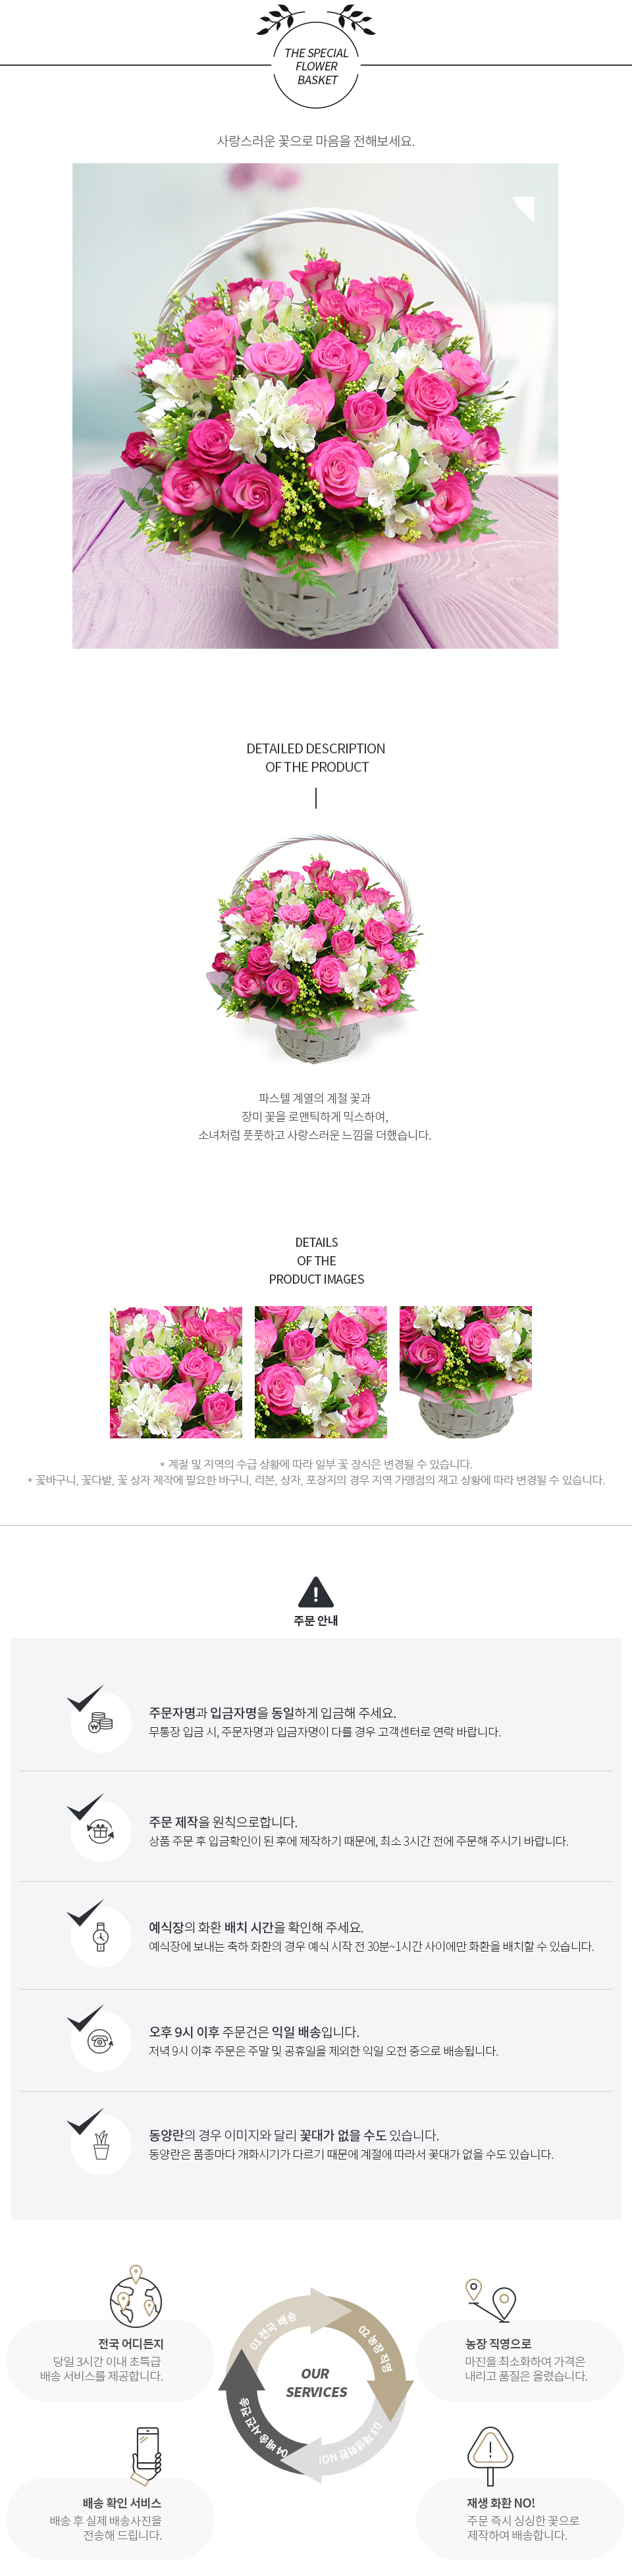 THE SPECIAL
FLOWER
BASKET
사랑스러운 꽃으로 마음을 전해보세요.
DETAILED DESCRIPTION
OF THE PRODUCT
파스텔 계열의 계절 꽃과
장미 꽃을 로맨틱하게 믹스하여,
소녀처럼 풋풋하고 사랑스러운 느낌을 더했습니다.
DETAILS
OF THE
PRODUCT IMAGES
* 계절 및 지역의 수급 상황에 따라 일부 꽃 장식은 변경될 수 있습니다.
* 꽃바구니, 꽃다발, 꽃 상자 제작에 필요한 바구니, 리본, 상자, 포장지의 경우 지역 가맹점의 재고 상황에 따라 변경될 수 있습니다.
주문 안내
주문자명과 입금자명을 동일하게 입금해 주세요.
무통장 입금 시, 주문자명과 입금자명이 다를 경우 고객센터로 연락 바랍니다.
주문 제작을 원칙으로합니다.
상품 주문 후 입금확인이 된 후에 제작하기 때문에, 최소 3시간 전에 주문해 주시기 바랍니다.
예식장의 화환 배치 시간을 확인해 주세요.
예식장에 보내는 축하 화환의 경우 예식 시작 전 30분~1시간 사이에만 화환을 배치할 수 있습니다.
오후 9시 이후 주문건은 익일 배송입니다.
저녁 9시 이후 주문은 주말 및 공휴일을 제외한 익일 오전 중으로 배송됩니다.
동양란의 경우 이미지와 달리 꽃대가 없을 수도 있습니다.
동양란은 품종마다 개화시기가 다르기 때문에 계절에 따라서 꽃대가 없을 수도 있습니다.
전국 어디든지
당일 3시간 이내 초특급
배송 서비스를 제공합니다.
01 전국 배송
02 농장 직영
OUR
SERVICES
03 재생화환 NO!
04 배송사진 전송
농장 직영으로
마진을 최소화하여 가격은
내리고 품질은 올렸습니다.
배송 확인 서비스
배송 후 실제 배송사진을
전송해 드립니다.
재생 화환 NO!
주문 즉시 싱싱한 꽃으로
제작하여 배송합니다.